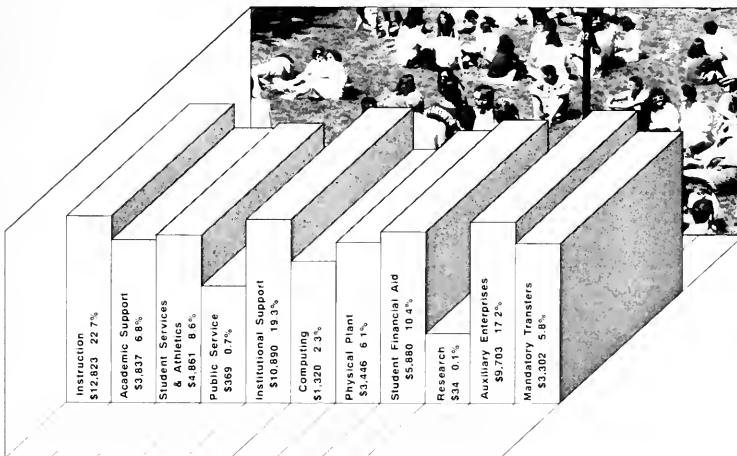 Instruction
$12,823 22.7%
Academic Support
$3,837 6.8%
Student Services
& Athletics
$4,861 8.6%
Public Service
$369 0.7%
Institutional Support
$10,890 19.3%
Computing
$1,320 2.3%
Physical Plant
$3,446 6.1%
Student Financial Aid
$5,880 10.4%
Research
$34 0.1%
Auxiliary Enterprises
$9,703 17.2%
Mandatory Transfers
$3,302 5.8%